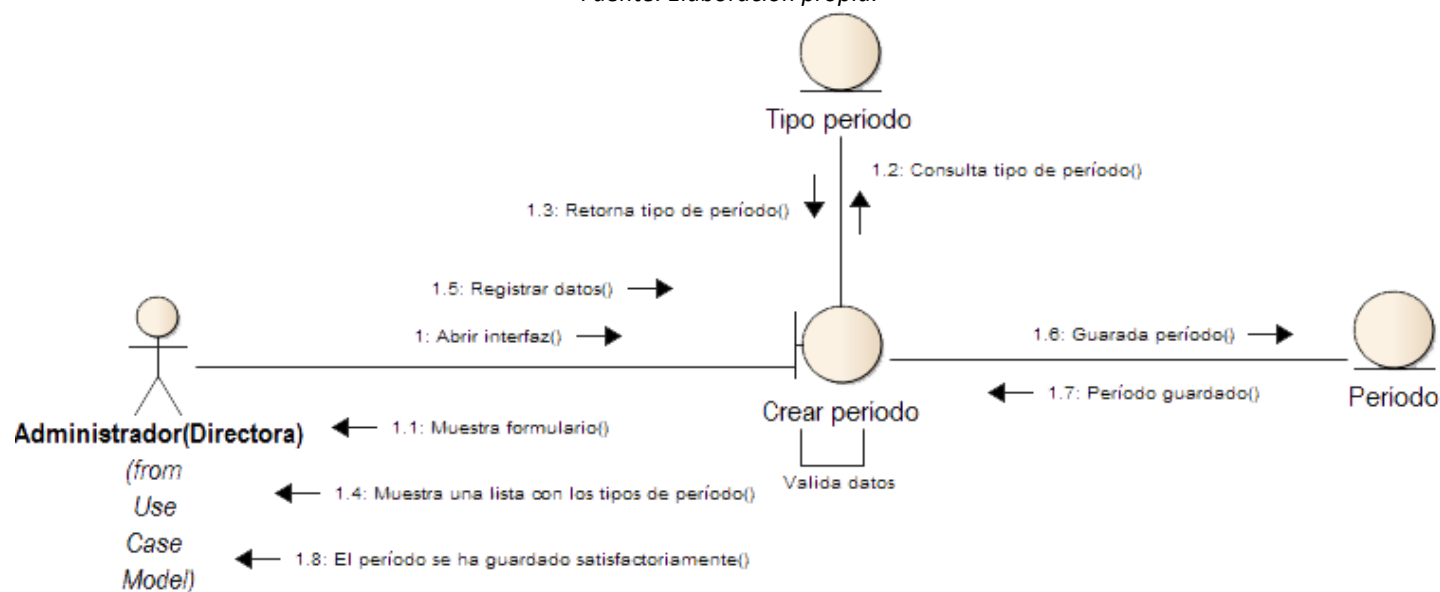 Fuente: Elaboración propia.
Tipo periodo
1.2: Consulta tipo de período()
1.3: Retorna tipo de período()
1.5: Registrar datos()
1: Abrir interfaz()
1.6: Guarada período()
1.7: Período guardado()
Crear periodo
Periodo
Administrador(Directora)
1.1: Muestra formulario()
(from
Use
Case
Model)
Valida datos
1.4: Muestra una lista con los tipos de período()
1.8: El período se ha guardado satisfactoriamente()